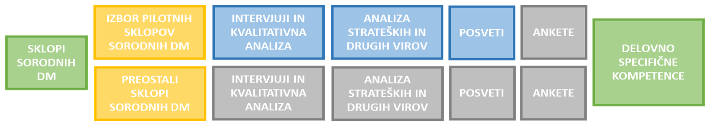 SKLOPI
SORODNIH
DM
IZBOR PILOTNIH
SKLOPOV
SORODNIH DM
INTERVJUJI IN
KVALITATIVNA
ANALIZA
ANALIZA
STRATEŠKIH IN
DRUGIH VIROV
POSVETI
ANKETE
PREOSTALI
SKLOPI
SORODNIH DM
INTERVJUJI IN
KVALITATIVNA
ANALIZA
ANALIZA
STRATEŠKIH IN
DRUGIH VIROV
POSVETI
ANKETE
DELOVNO
SPECIFIČNE
KOMPETENCE